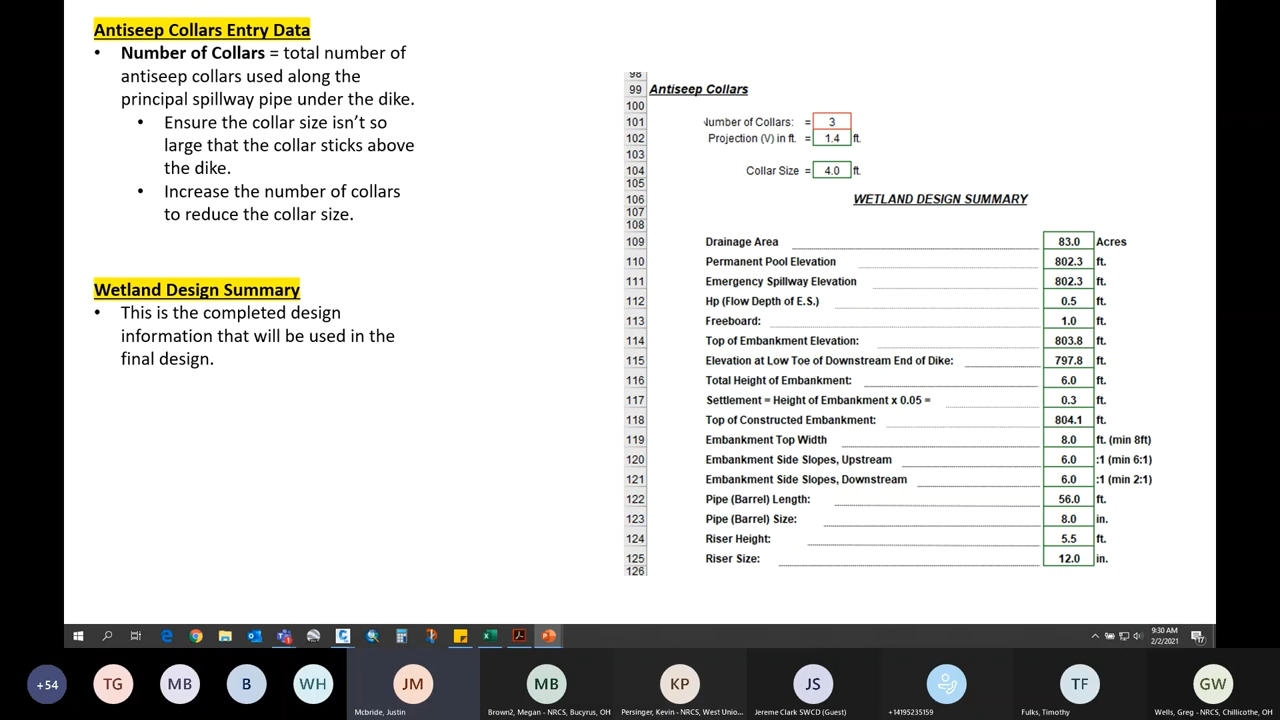 Antiseep Collars Entry Data
• Number of Collars = total number of
antiseep collars used along the
principal spillway pipe under the dike.
• Ensure the collar size isn’t so
large that the collar sticks above
the dike.
• Increase the number of collars
to reduce the collar size.
Wetland Design Summary
• This is the completed design
information that will be used in the
final design.
98
99 Antiseep Collars
100
101 Number of Collars: = 3
102 Projection (V) in ft. = 1.4 ft.
103
104 Collar Size = 4.0 ft.
105
106 WETLAND DESIGN SUMMARY
107
108
109 Drainage Area 83.0 Acres
110 Permanent Pool Elevation 802.3 ft.
111 Emergency Spillway Elevation 802.3 ft.
112 Hp (Flow Depth of E.S.) 0.5 ft.
113 Freeboard: 1.0 ft.
114 Top of Embankment Elevation: 803.8 ft.
115 Elevation at Low Toe of Downstream End of Dike: 797.8 ft.
116 Total Height of Embankment: 6.0 ft.
117 Settlement = Height of Embankment x 0.05 = 0.3 ft.
118 Top of Constructed Embankment: 804.1 ft.
119 Embankment Top Width 8.0 ft. (min 8ft)
120 Embankment Side Slopes, Upstream 6.0 :1 (min 6:1)
121 Embankment Side Slopes, Downstream 6.0 :1 (min 2:1)
122 Pipe (Barrel) Length: 56.0 ft.
123 Pipe (Barrel) Size: 8.0 in.
124 Riser Height: 5.5 ft.
125 Riser Size: 12.0 in.
126
9:30 AM
2/2/2021
17
+54 TG MB B WH JM MB KP JS TF GW
Mcbride, Justin
Brown2, Megan - NRCS, Bucyrus, OH
Persinger, Kevin - NRCS, West Unio...
Jereme Clark SWCD (Guest)
+14195235159
Fulks, Timothy
Wells, Greg - NRCS, Chillicothe, OH